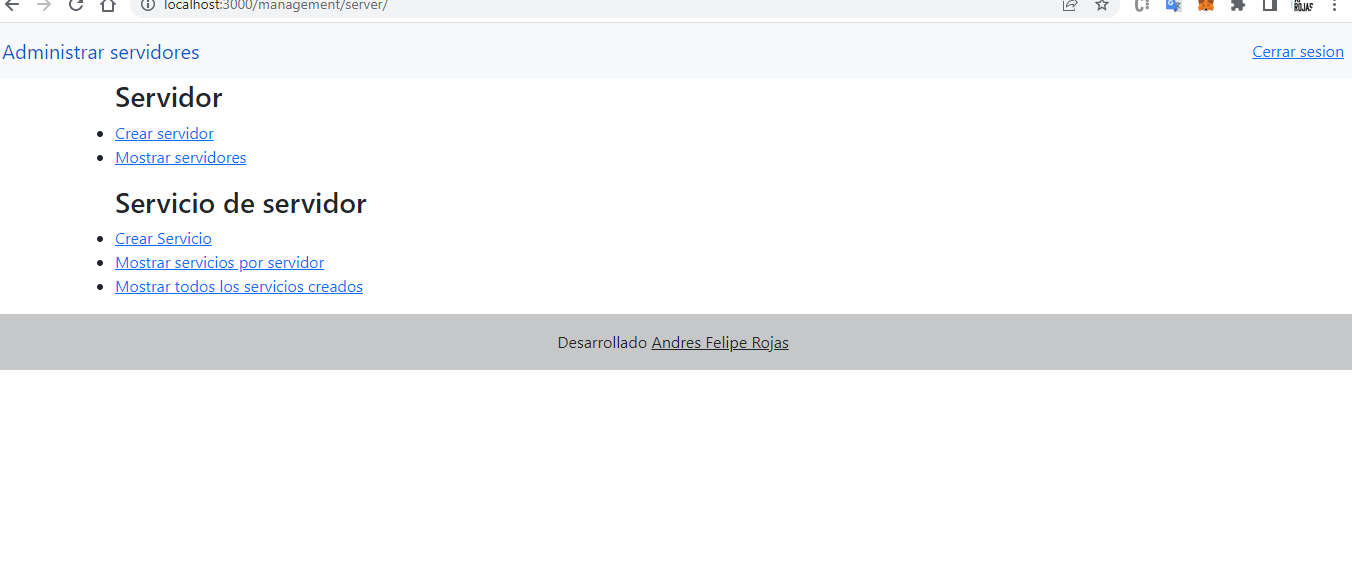 localhost:3000/management/server/
Administrar servidores
Cerrar sesion
Servidor
Crear servidor
Mostrar servidores
Servicio de servidor
Crear Servicio
Mostrar servicios por servidor
Mostrar todos los servicios creados
Desarrollado Andres Felipe Rojas